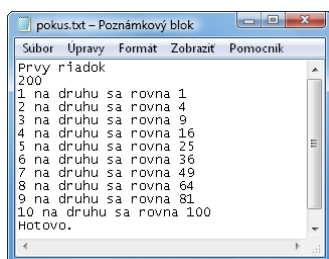 pokus.txt – Poznámkový blok
Súbor Úpravy Formát Zobraziť Pomocník
Prvy riadok
200
1 na druhu sa rovna 1
2 na druhu sa rovna 4
3 na druhu sa rovna 9
4 na druhu sa rovna 16
5 na druhu sa rovna 25
6 na druhu sa rovna 36
7 na druhu sa rovna 49
8 na druhu sa rovna 64
9 na druhu sa rovna 81
10 na druhu sa rovna 100
Hotovo.